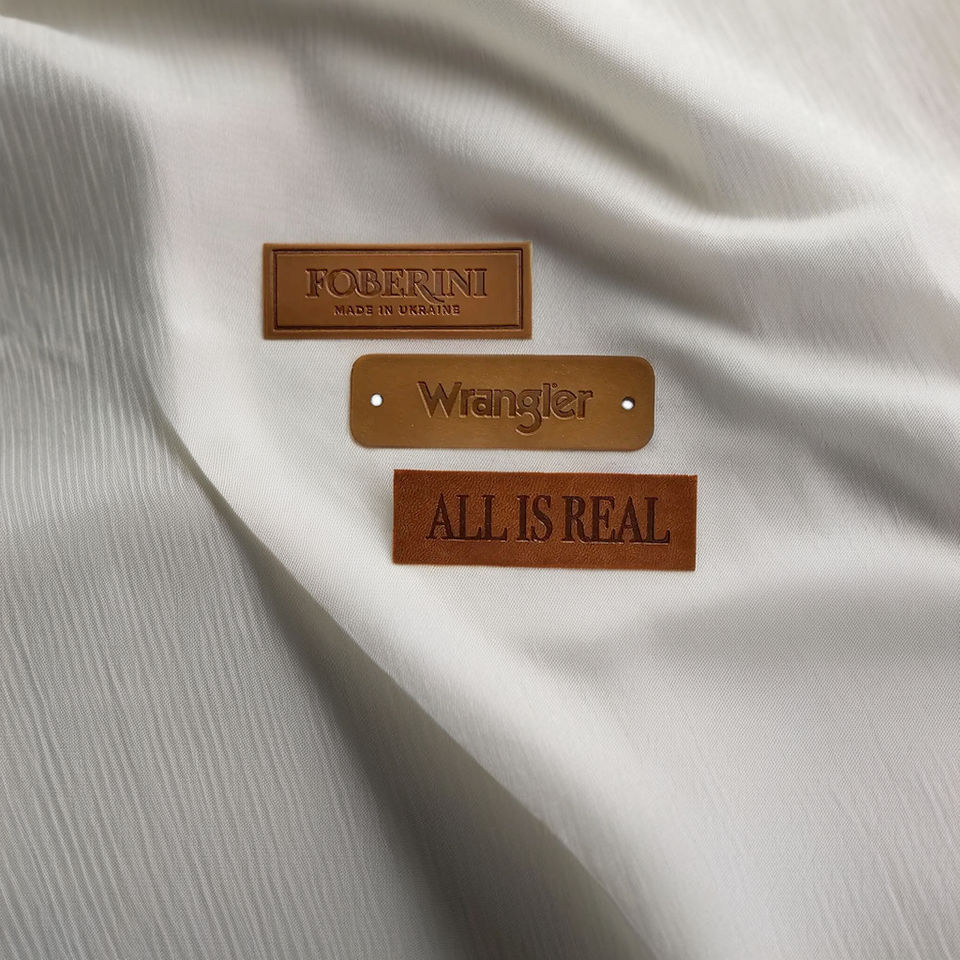 FOBERINI
MADE IN UKRAINE
Wrangler
ALL IS REAL